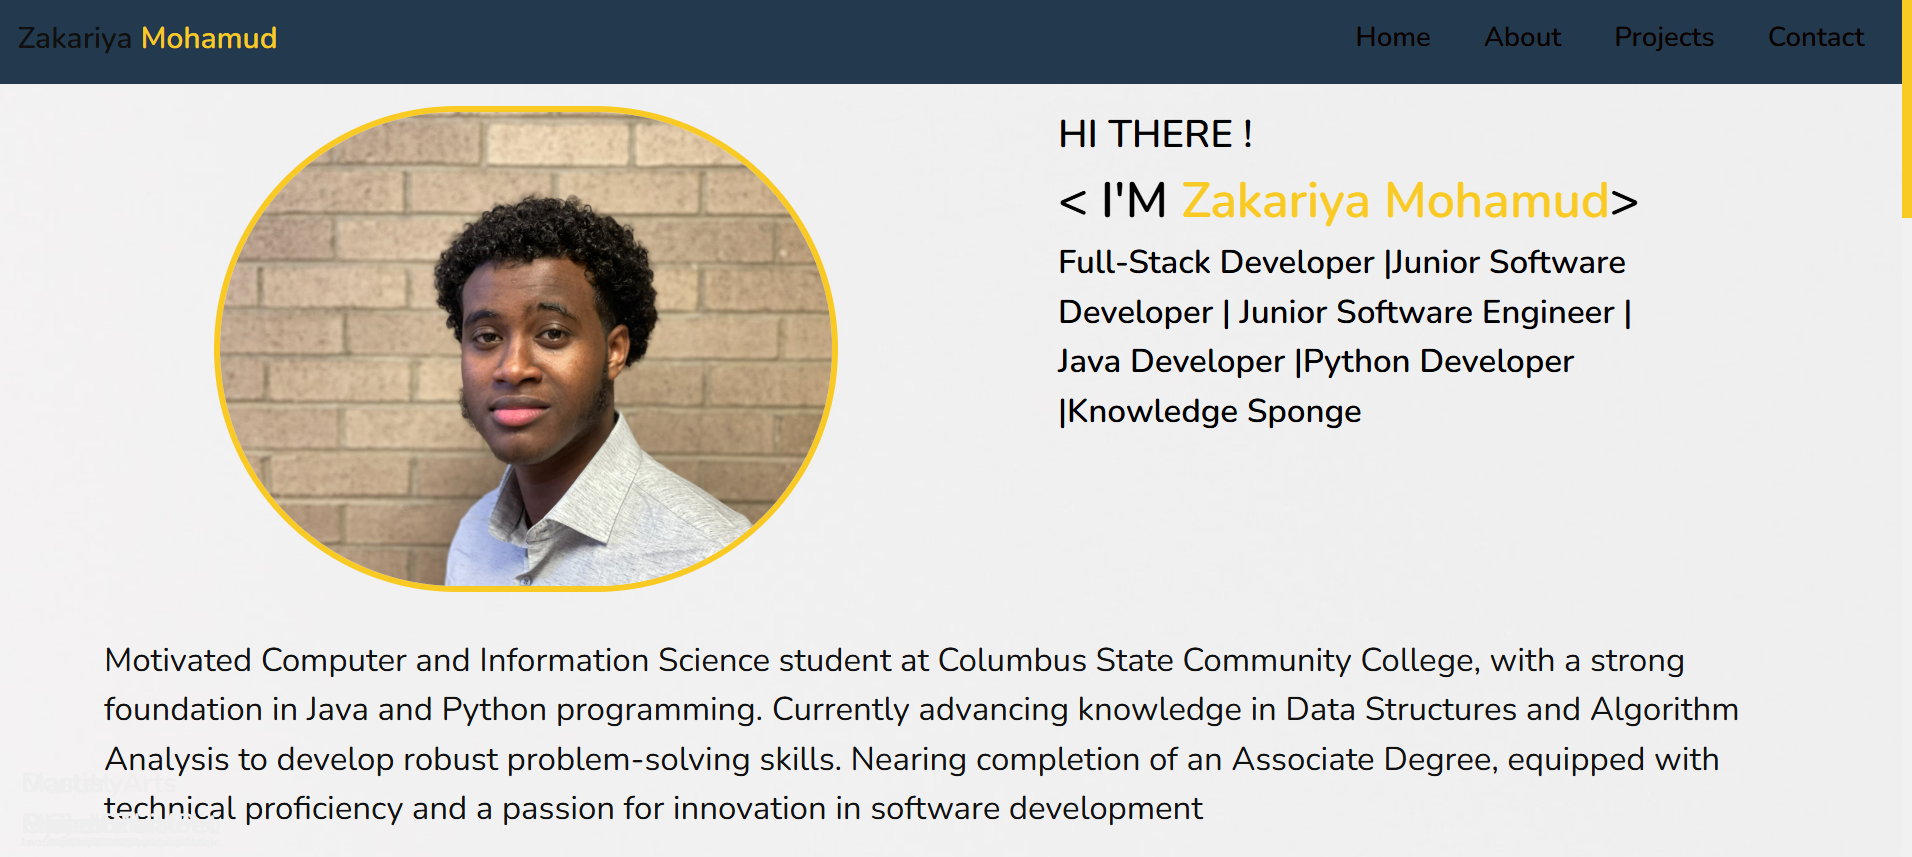 Zakariya Mohamud
Home About Projects Contact
HI THERE !
< I'M Zakariya Mohamud>
Full-Stack Developer |Junior Software
Developer | Junior Software Engineer |
Java Developer |Python Developer
|Knowledge Sponge
Motivated Computer and Information Science student at Columbus State Community College, with a strong
foundation in Java and Python programming. Currently advancing knowledge in Data Structures and Algorithm
Analysis to develop robust problem-solving skills. Nearing completion of an Associate Degree, equipped with
technical proficiency and a passion for innovation in software development